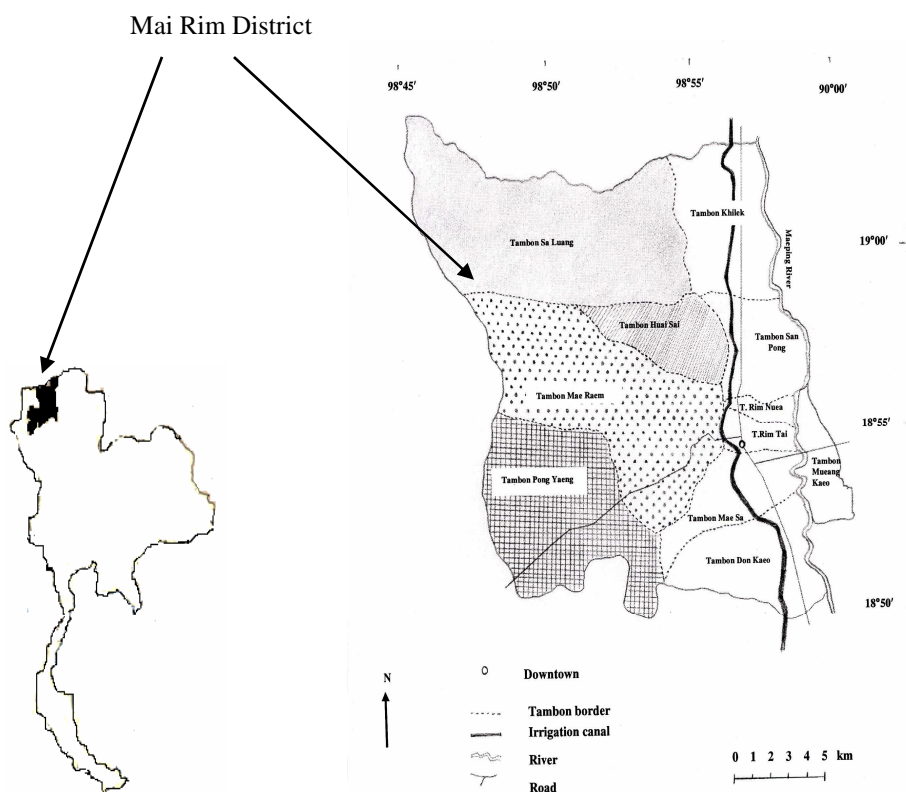 Mai Rim District
98°45′
98°50′
98°55′
90°00′
Tambon Khilek
Tambon Sa Luang
Maeping River
19°00′
Tambon Huai Sai
Tambon San
Pong
Tambon Mae Raem
T. Rim Nuea
18°55′
T.Rim Tai
Tambon
Mueang
Kaeo
Tambon Pong Yaeng
Tambon Mae Sa
Tambon Don Kaeo
18°50′
N
Downtown
Tambon border
Irrigation canal
River
Road
0 1 2 3 4 5 km